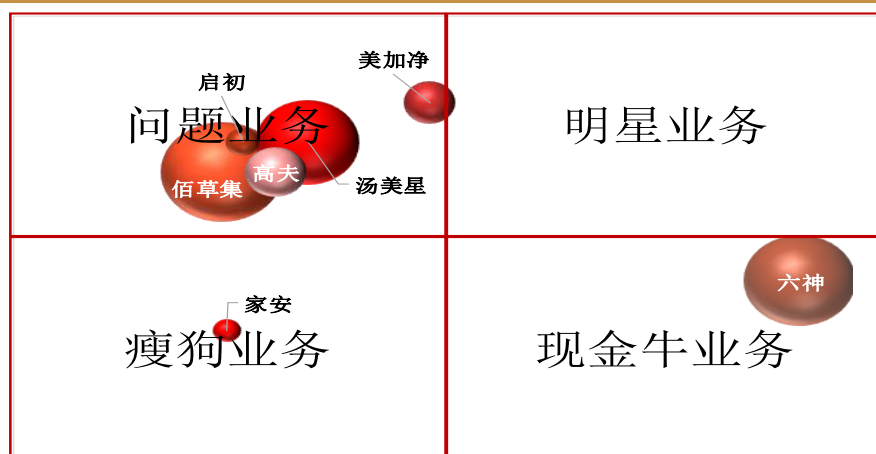 美加净
启初
问题业务
明星业务
高夫
佰草集
汤美星
六神
家安
瘦狗业务
现金牛业务